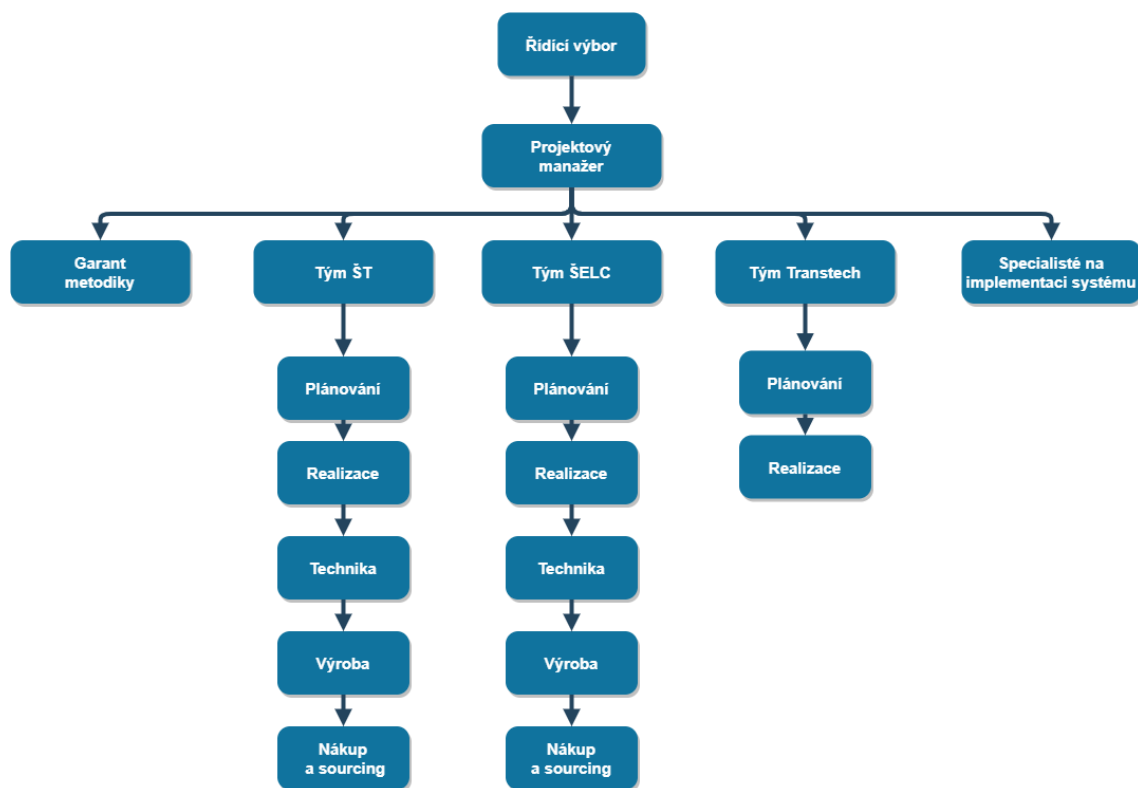 Řídící výbor
Projektový
manažer
Garant
metodiky
Tým ŠT
Tým ŠELC
Tým Transtech
Specialisté na
implementaci systému
Plánování
Plánování
Plánování
Realizace
Realizace
Realizace
Technika
Technika
Výroba
Výroba
Nákup
a sourcing
Nákup
a sourcing